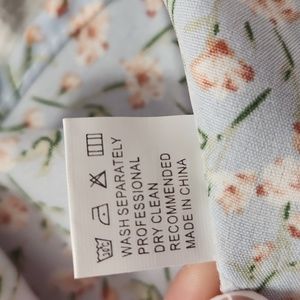 WASH SEPARATELY
PROFESSIONAL
DRY CLEAN
RECOMMENDED
MADE IN CHINA